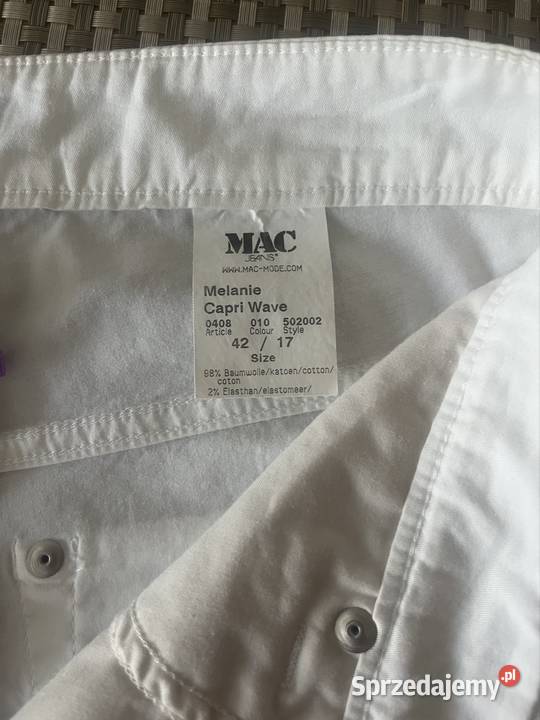 MAC
JEANS®
WWW.MAC-MODE.COM
Melanie
Capri Wave
0408 010 502002
Article Colour Style
42 / 17
Size
98% Baumwolle/katoen/cotton/
coton
2% Elasthan/elastomeer/
Sprzedajemy.pl